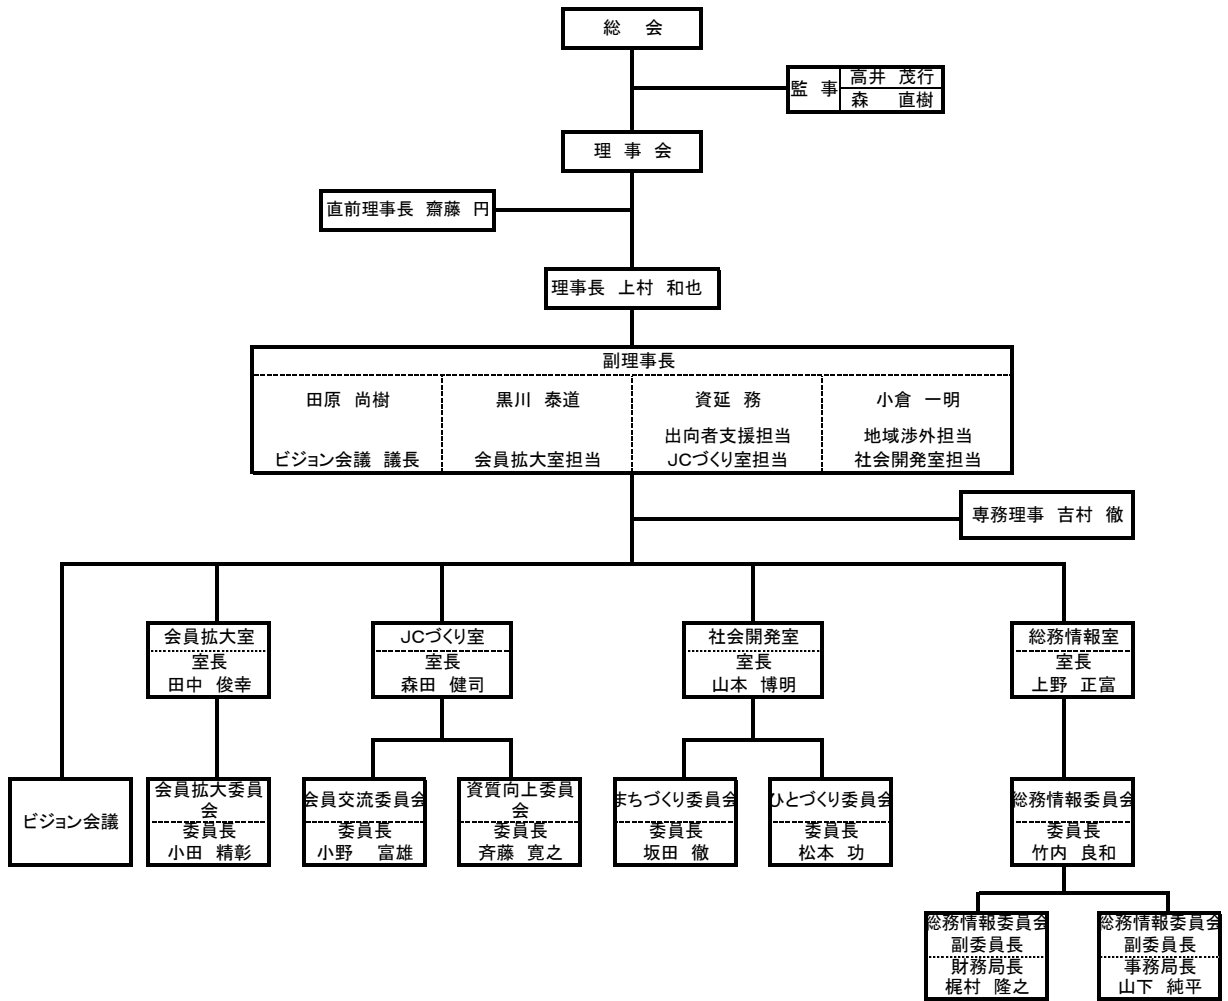 総　会
監　事
高井　茂行
森　　直樹
理　事　会
直前理事長　齋藤　円
理事長　上村　和也
副理事長
田原　尚樹
ビジョン会議　議長
黒川　泰道
会員拡大室担当
資延　務
出向者支援担当
JCづくり室担当
小倉　一明
地域渉外担当
社会開発室担当
専務理事　吉村　徹
会員拡大室
室長
田中　俊幸
JCづくり室
室長
森田　健司
社会開発室
室長
山本　博明
総務情報室
室長
上野　正富
ビジョン会議
会員拡大委員
会
委員長
小田　精彰
会員交流委員会
委員長
小野　　富雄
資質向上委員
会
委員長
斉藤　寛之
まちづくり委員会
委員長
坂田　徹
ひとづくり委員会
委員長
松本　功
総務情報委員会
委員長
竹内　良和
総務情報委員会
副委員長
財務局長
梶村　隆之
総務情報委員会
副委員長
事務局長
山下　純平